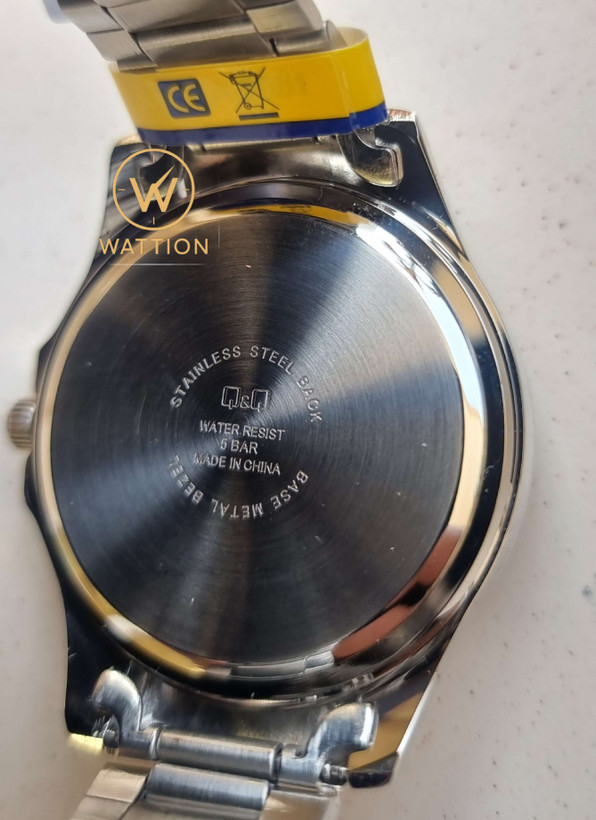 CE
W
WATTION
STAINLESS STEEL BACK
Q&Q
WATER RESIST
5 BAR
MADE IN CHINA
BASE METAL BEZEL